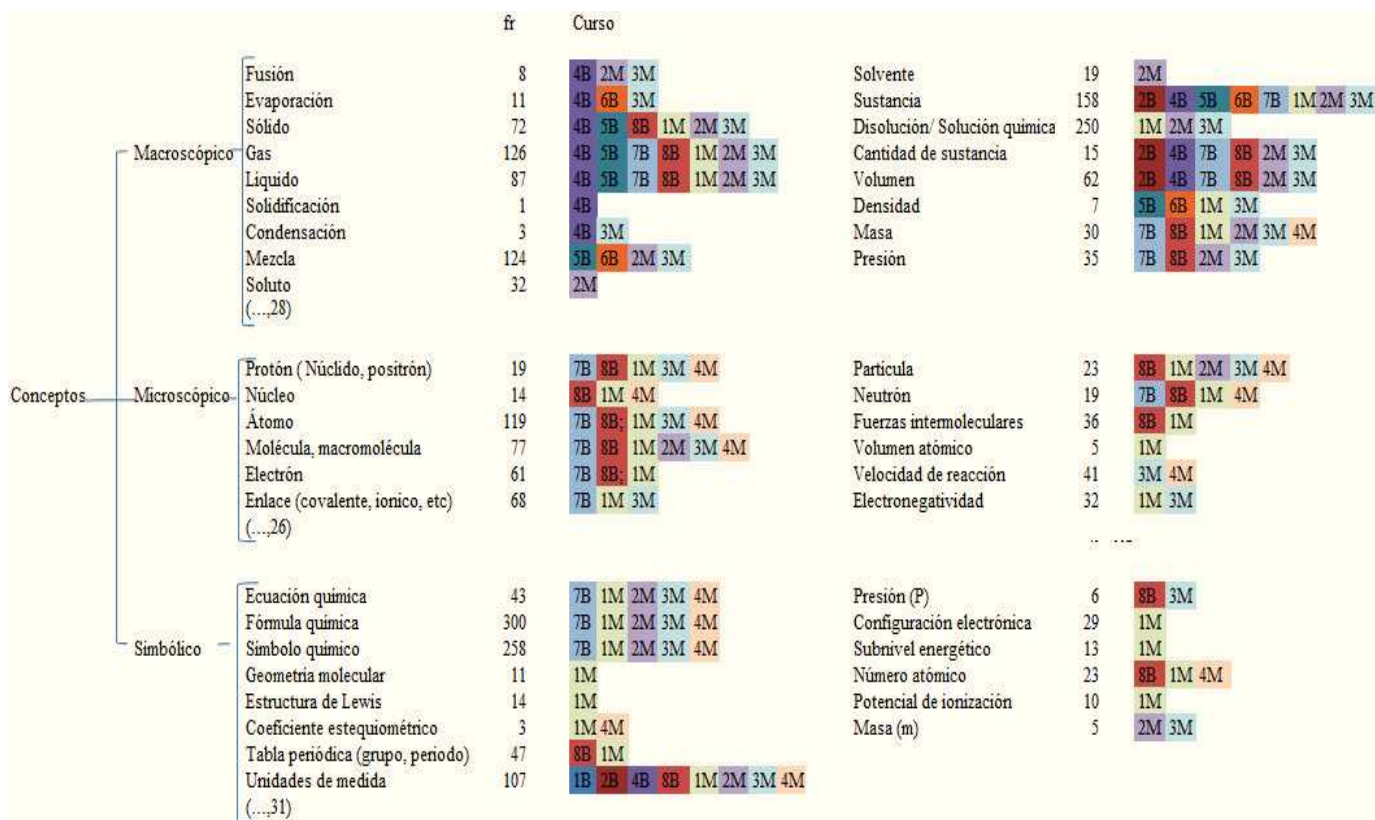 fr Curso
Fusión 8 4B 2M 3M Solvente 19 2M
Evaporación 11 4B 6B 3M Sustancia 158 2B 4B 5B 6B 7B 1M 2M 3M
Sólido 72 4B 5B 8B 1M 2M 3M Disolución/ Solución química 250 1M 2M 3M
Macroscópico Gas 126 4B 5B 7B 8B 1M 2M 3M Cantidad de sustancia 15 2B 4B 7B 8B 2M 3M
Líquido 87 4B 5B 7B 8B 1M 2M 3M Volumen 62 2B 4B 7B 8B 2M 3M
Solidificación 1 4B Densidad 7 5B 6B 1M 3M
Condensación 3 4B 3M Masa 30 7B 8B 1M 2M 3M 4M
Mezcla 124 5B 6B 2M 3M Presión 35 7B 8B 2M 3M
Soluto 32 2M
(...,28)
Protón ( Núclido, positrón) 19 7B 8B 1M 3M 4M Partícula 23 8B 1M 2M 3M 4M
Conceptos Microscópico Núcleo 14 8B 1M 4M Neutrón 19 7B 8B 1M 4M
Átomo 119 7B 8B; 1M 3M 4M Fuerzas intermoleculares 36 8B 1M
Molécula, macromolécula 77 7B 8B 1M 2M 3M 4M Volumen atómico 5 1M
Electrón 61 7B 8B; 1M Velocidad de reacción 41 3M 4M
Enlace (covalente, ionico, etc) 68 7B 1M 3M Electronegatividad 32 1M 3M
(...,26)
Ecuación química 43 7B 1M 2M 3M 4M Presión (P) 6 8B 3M
Fórmula química 300 7B 1M 2M 3M 4M Configuración electrónica 29 1M
Simbólico Símbolo químico 258 7B 1M 2M 3M 4M Subnivel energético 13 1M
Geometría molecular 11 1M Número atómico 23 8B 1M 4M
Estructura de Lewis 14 1M Potencial de ionización 10 1M
Coeficiente estequiométrico 3 1M 4M Masa (m) 5 2M 3M
Tabla periódica (grupo, periodo) 47 8B 1M
Unidades de medida 107 1B 2B 4B 8B 1M 2M 3M 4M
(...,31)